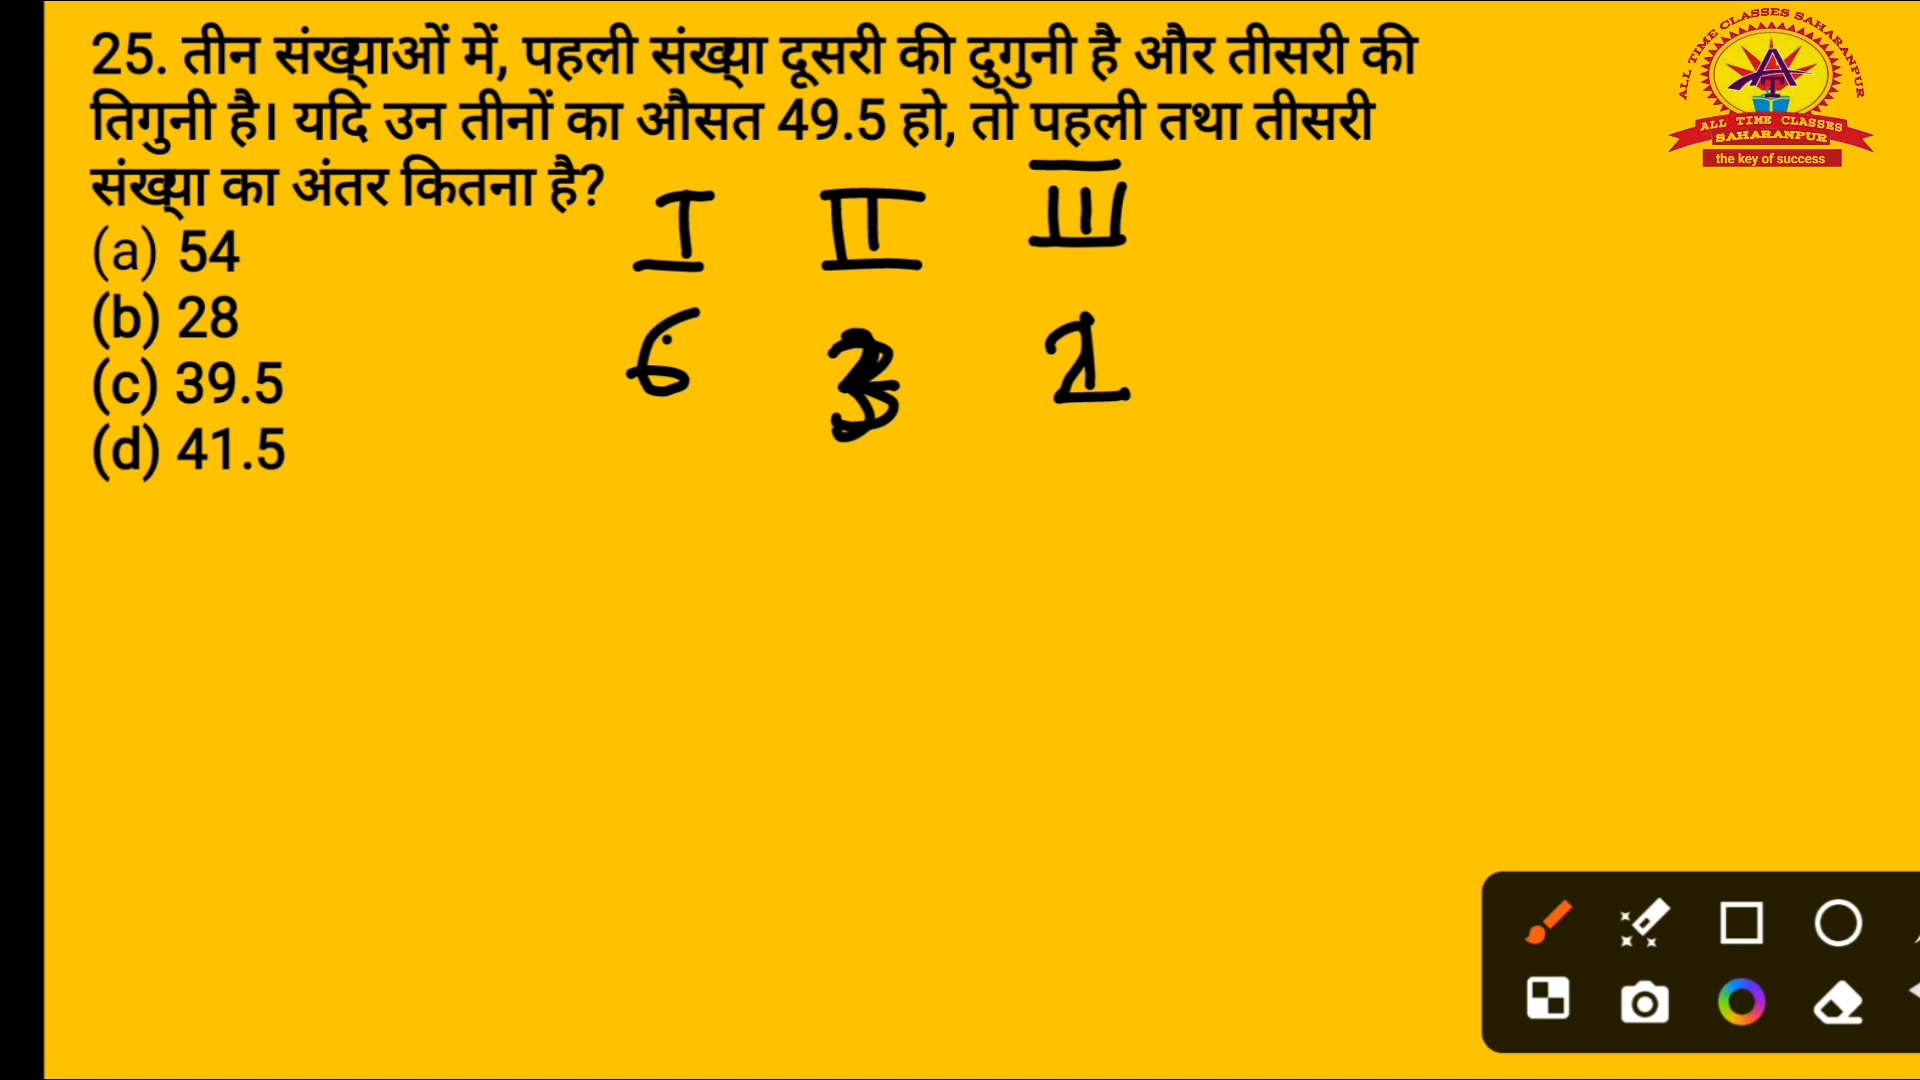 25. तीन संख्याओं में, पहली संख्या दूसरी की दुगुनी है और तीसरी की
तिगुनी है। यदि उन तीनों का औसत 49.5 हो, तो पहली तथा तीसरी
संख्या का अंतर कितना है?
(a) 54
(b) 28
(c) 39.5
(d) 41.5
I II III
6 3
ALL TIME CLASSES SAHARANPUR
ALL TIME CLASSES
SAHARANPUR
the key of success